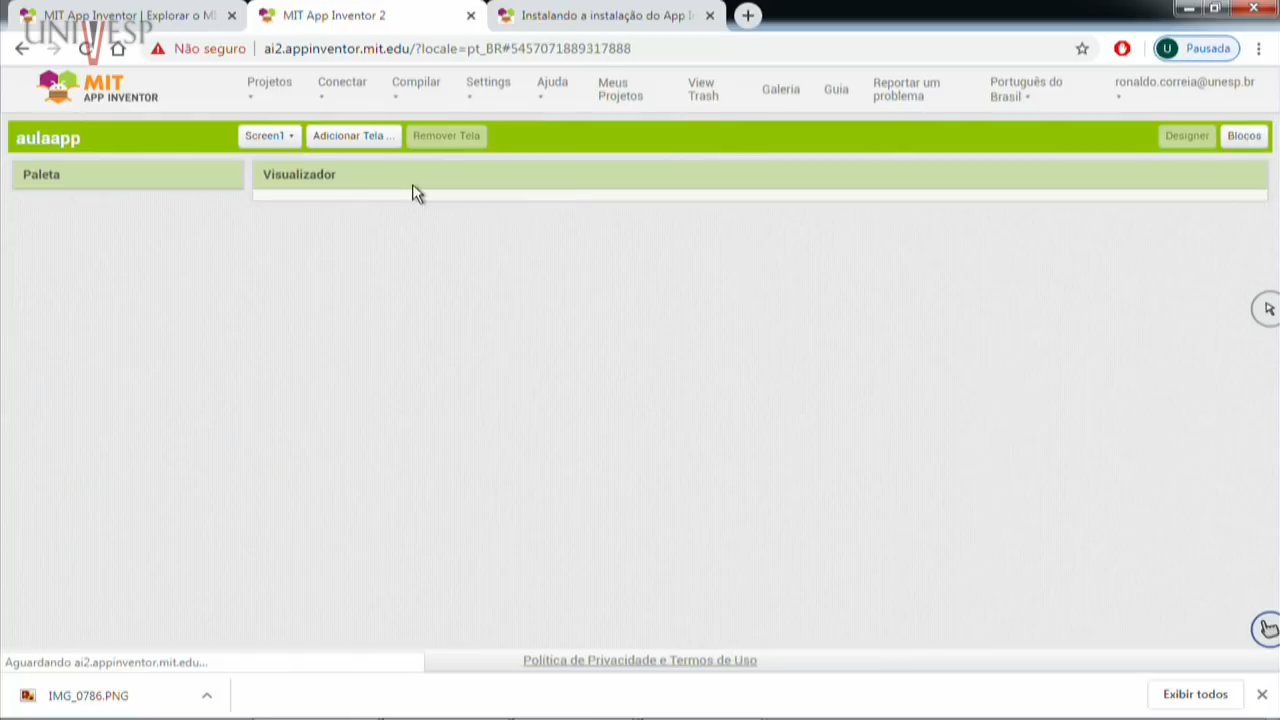 MIT App Inventor | Explorar o MI
MIT App Inventor 2
Instalando a instalação do App In
UNIVESP
Não seguro
ai2.appinventor.mit.edu/?locale=pt_BR#5457071889317888
U
Pausada
MIT
APP INVENTOR
Projetos
Conectar
Compilar
Settings
Ajuda
Meus
Projetos
View
Trash
Galeria
Guia
Reportar um
problema
Português do
Brasil
ronaldo.correia@unesp.br
aulaapp
Screen1
Adicionar Tela ...
Remover Tela
Designer
Blocos
Paleta
Visualizador
Aguardando ai2.appinventor.mit.edu...
Política de Privacidade e Termos de Uso
IMG_0786.PNG
Exibir todos